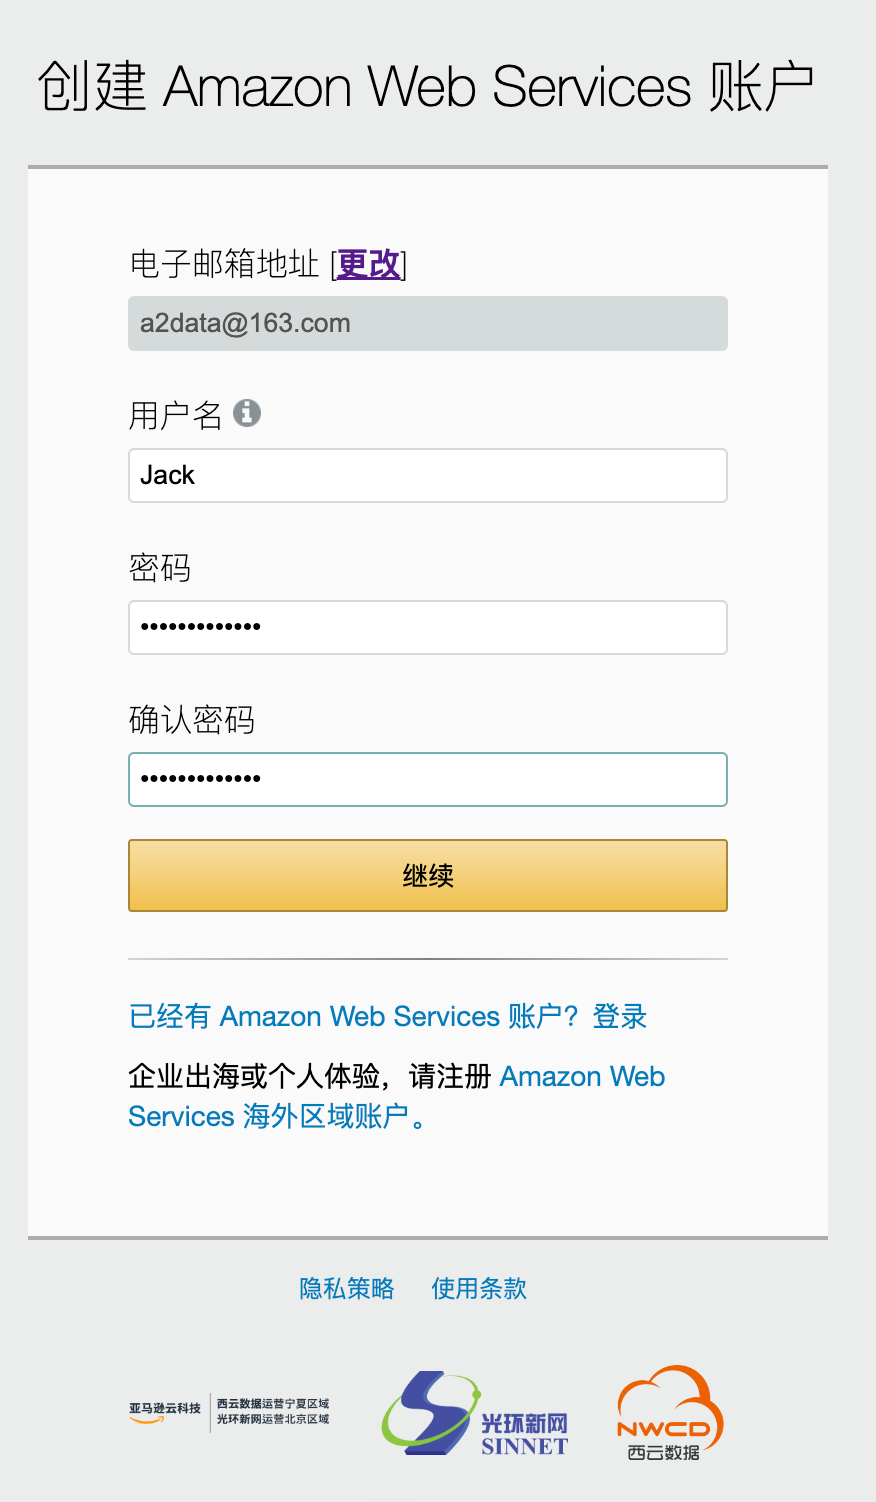 创建 Amazon Web Services 账户
电子邮箱地址 [更改]
a2data@163.com
用户名
Jack
密码
•••••••••••••
确认密码
•••••••••••••
继续
已经有 Amazon Web Services 账户？登录
企业出海或个人体验，请注册 Amazon Web
Services 海外区域账户。
隐私策略 使用条款
亚马逊云科技
西云数据运营宁夏区域
光环新网运营北京区域
光环新网
SINNET
NWCD
西云数据